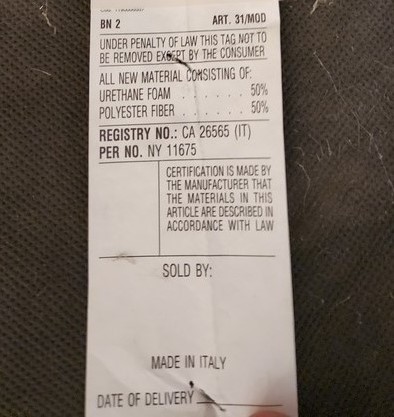 BN 2 ART. 31/MOD
UNDER PENALTY OF LAW THIS TAG NOT TO
BE REMOVED EXCEPT BY THE CONSUMER
ALL NEW MATERIAL CONSISTING OF:
URETHANE FOAM . . . . . . . 50%
POLYESTER FIBER . . . . . . 50%
REGISTRY NO.: CA 26565 (IT)
PER NO. NY 11675
CERTIFICATION IS MADE BY
THE MANUFACTURER THAT
THE MATERIALS IN THIS
ARTICLE ARE DESCRIBED IN
ACCORDANCE WITH LAW
SOLD BY:
MADE IN ITALY
DATE OF DELIVERY